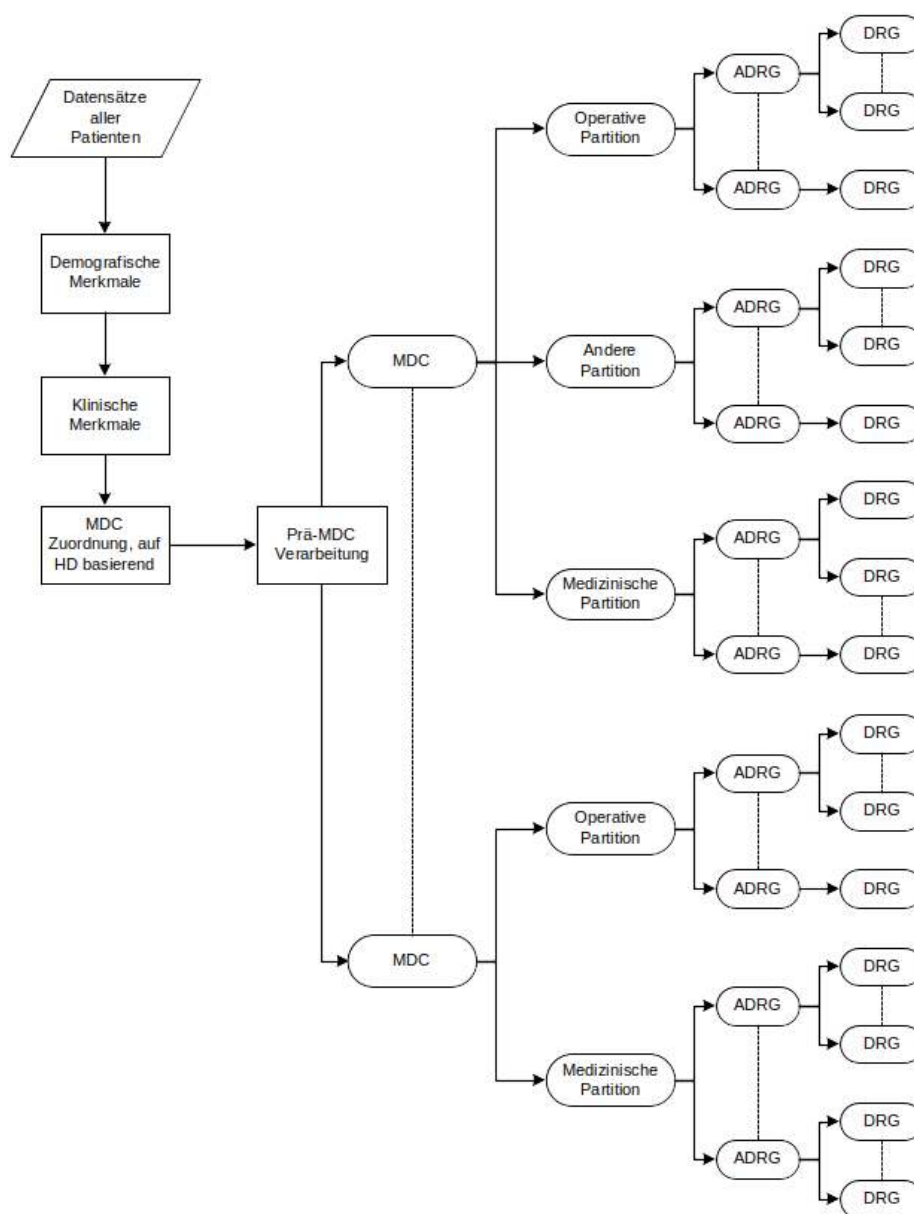 Datensätze
aller
Patienten
Demografische
Merkmale
Klinische
Merkmale
MDC
Zuordnung, auf
HD basierend
Prä-MDC
Verarbeitung
MDC
Operative
Partition
ADRG
DRG
DRG
ADRG
DRG
Andere
Partition
ADRG
DRG
DRG
ADRG
DRG
Medizinische
Partition
ADRG
DRG
DRG
ADRG
DRG
MDC
Operative
Partition
ADRG
DRG
DRG
ADRG
DRG
Medizinische
Partition
ADRG
DRG
DRG
ADRG
DRG
DRG